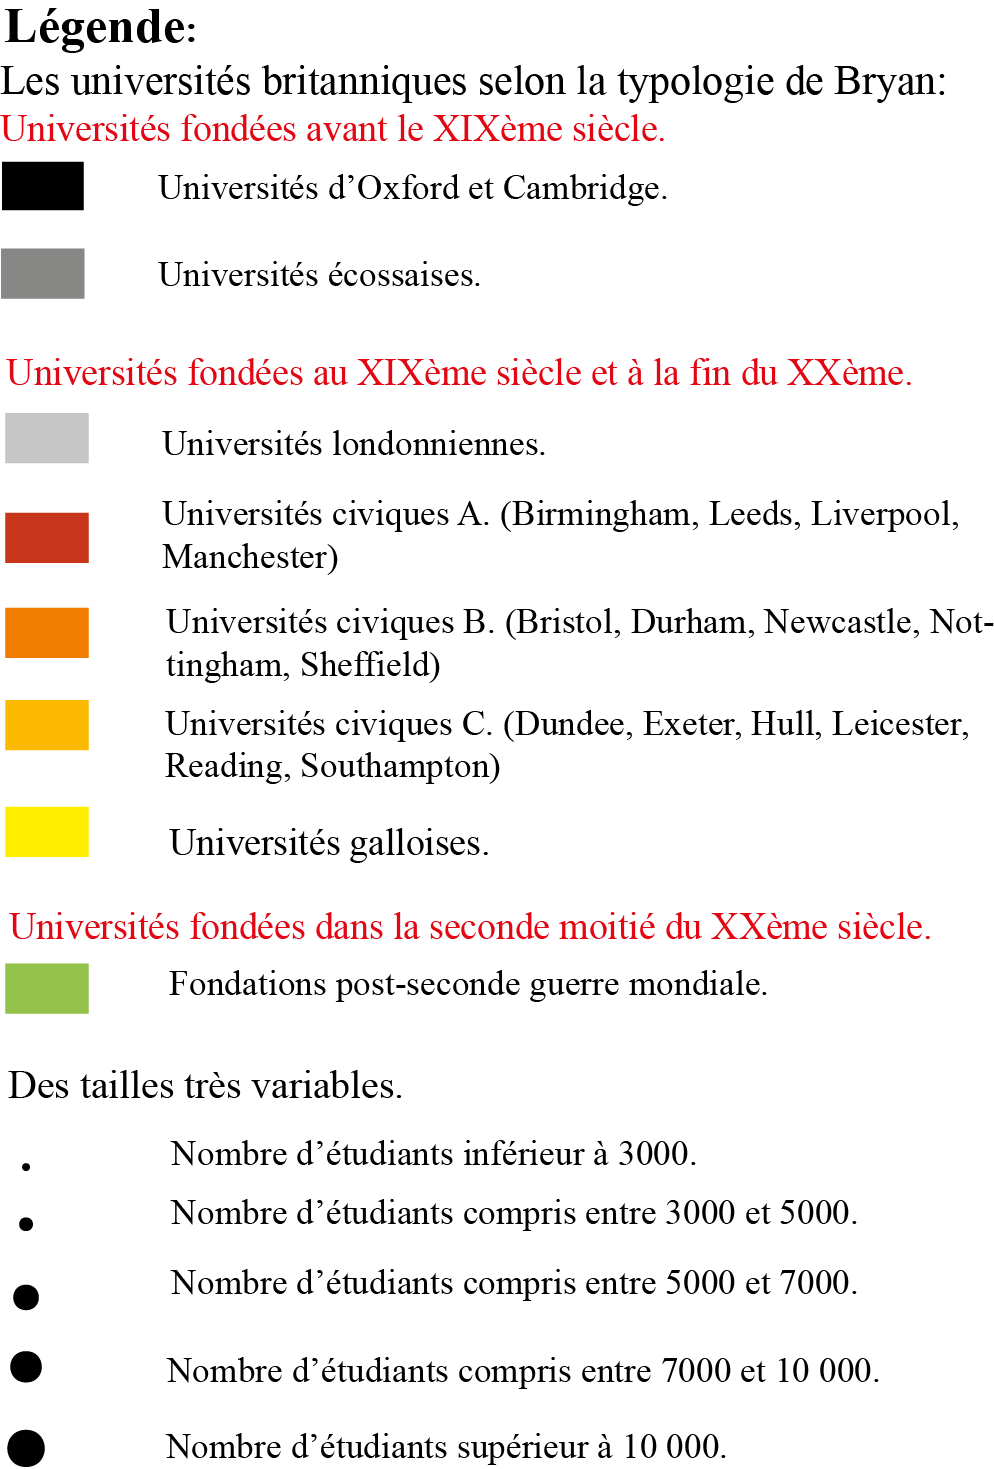 Légende:
Les universités britanniques selon la typologie de Bryan:
Universités fondées avant le XIXème siècle.
Universités d’Oxford et Cambridge.
Universités écossaises.
Universités fondées au XIXème siècle et à la fin du XXème.
Universités londonniennes.
Universités civiques A. (Birmingham, Leeds, Liverpool,
Manchester)
Universités civiques B. (Bristol, Durham, Newcastle, Not-
tingham, Sheffield)
Universités civiques C. (Dundee, Exeter, Hull, Leicester,
Reading, Southampton)
Universités galloises.
Universités fondées dans la seconde moitié du XXème siècle.
Fondations post-seconde guerre mondiale.
Des tailles très variables.
Nombre d’étudiants inférieur à 3000.
Nombre d’étudiants compris entre 3000 et 5000.
Nombre d’étudiants compris entre 5000 et 7000.
Nombre d’étudiants compris entre 7000 et 10 000.
Nombre d’étudiants supérieur à 10 000.